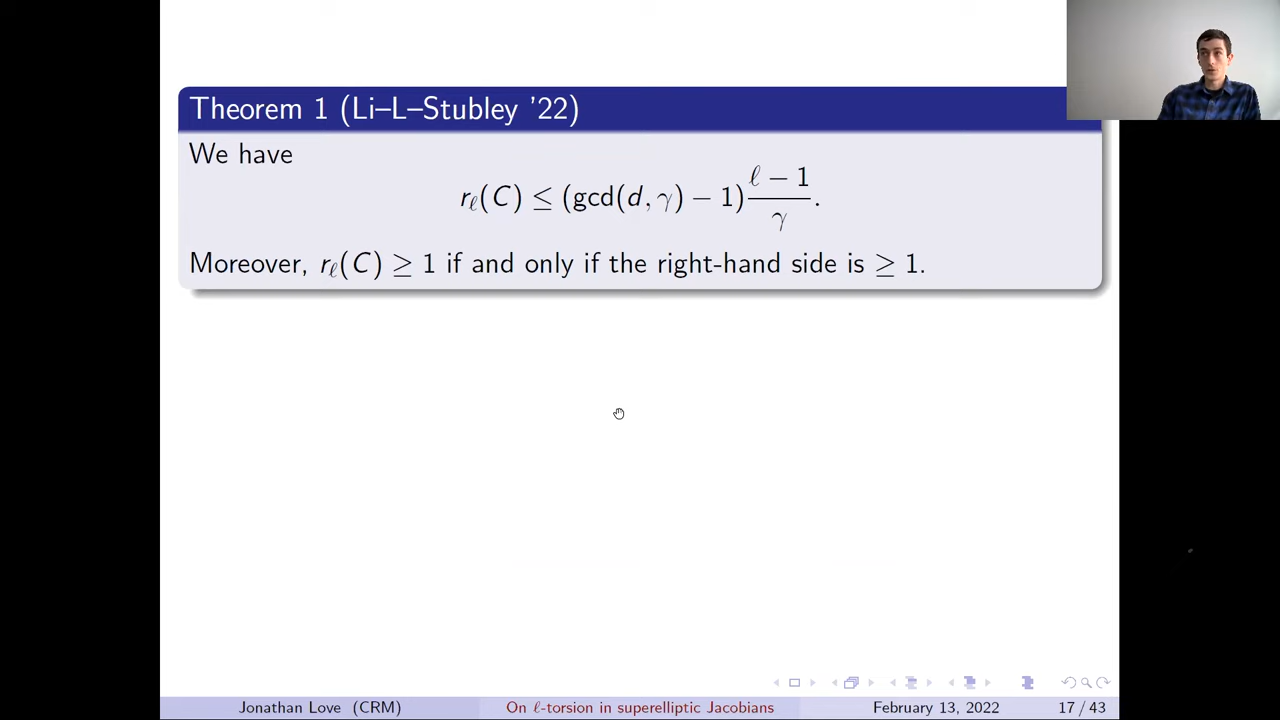 Theorem 1 (Li–L–Stubley '22)
We have
r_ℓ(C) ≤ (gcd(d, γ) − 1) (ℓ − 1)/γ.
Moreover, r_ℓ(C) ≥ 1 if and only if the right-hand side is ≥ 1.
Jonathan Love (CRM) On ℓ-torsion in superelliptic Jacobians February 13, 2022 17 / 43